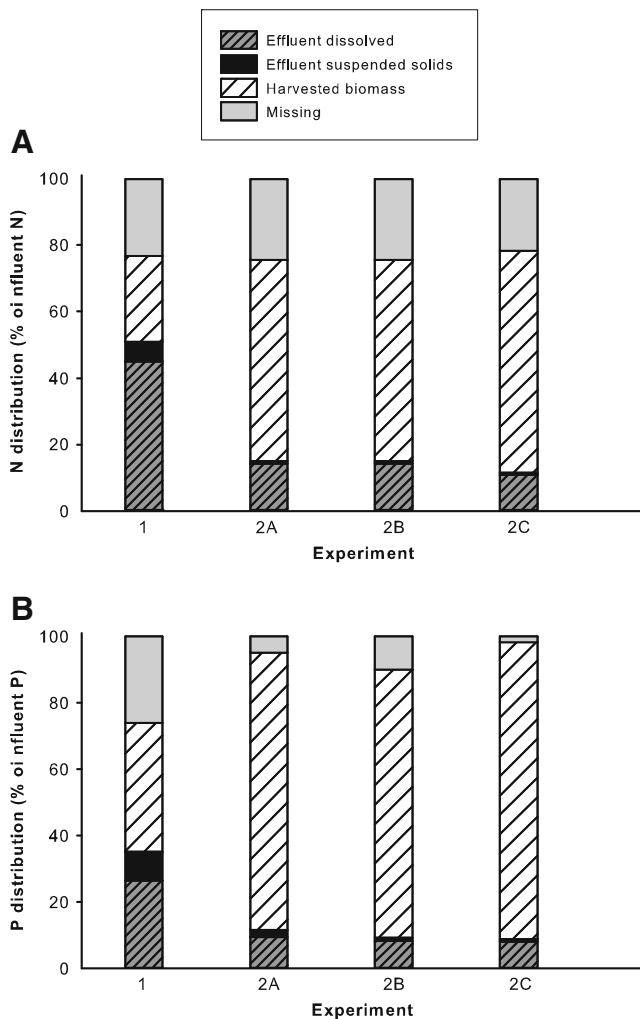 Effluent dissolved
Effluent suspended solids
Harvested biomass
Missing
A
N distribution (% oi nfluent N)
100
80
60
40
20
0
1 2A 2B 2C
Experiment
B
P distribution (% oi nfluent P)
100
80
60
40
20
0
1 2A 2B 2C
Experiment